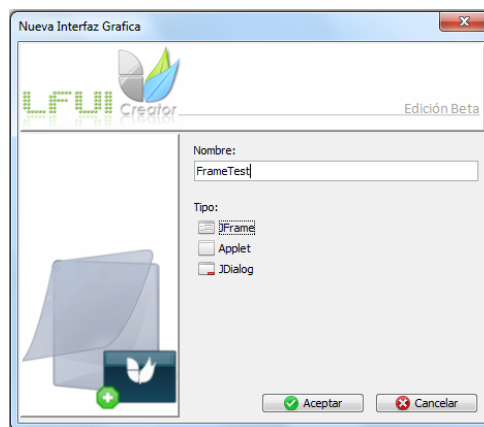 Nueva Interfaz Grafica
LFUI
Creator
Edición Beta
Nombre:
FrameTest
Tipo:
JFrame
Applet
JDialog
Aceptar
Cancelar